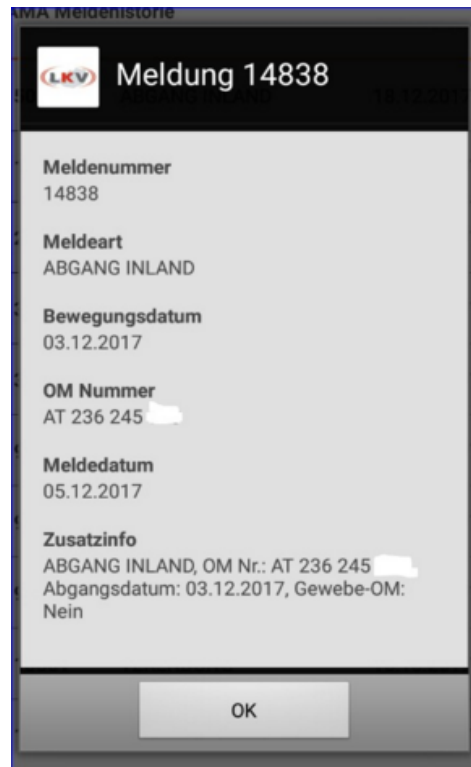 AMA Meldehistorie
LKV
Meldung 14838
ABGANG INLAND
Meldenummer
14838
Meldeart
ABGANG INLAND
Bewegungsdatum
03.12.2017
OM Nummer
AT 236 245
Meldedatum
05.12.2017
Zusatzinfo
ABGANG INLAND, OM Nr.: AT 236 245
Abgangsdatum: 03.12.2017, Gewebe-OM:
Nein
OK